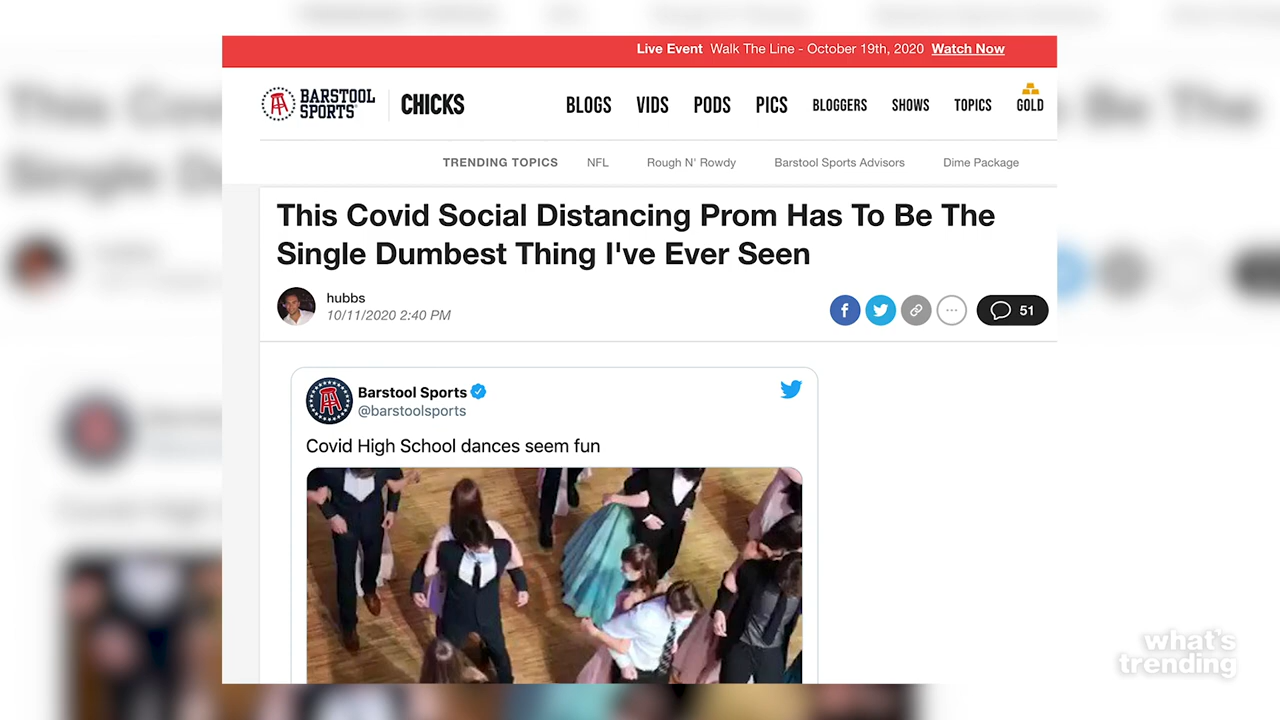 Live Event Walk The Line - October 19th, 2020 Watch Now
BARSTOOL SPORTS CHICKS BLOGS VIDS PODS PICS BLOGGERS SHOWS TOPICS GOLD
TRENDING TOPICS NFL Rough N' Rowdy Barstool Sports Advisors Dime Package
This Covid Social Distancing Prom Has To Be The
Single Dumbest Thing I've Ever Seen
hubbs
10/11/2020 2:40 PM
51
Barstool Sports
@barstoolsports
Covid High School dances seem fun
what's
trending